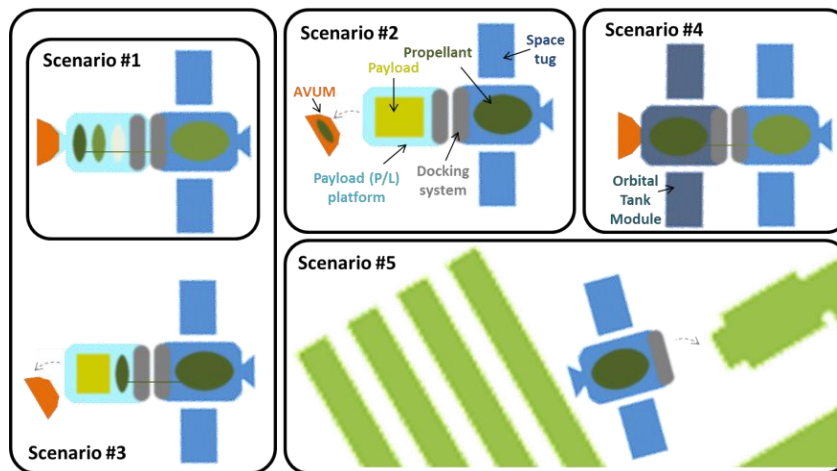 Scenario #1
Scenario #2
Propellant
Space
tug
Payload
AVUM
Payload (P/L)
platform
Docking
system
Scenario #4
Orbital
Tank
Module
Scenario #3
Scenario #5